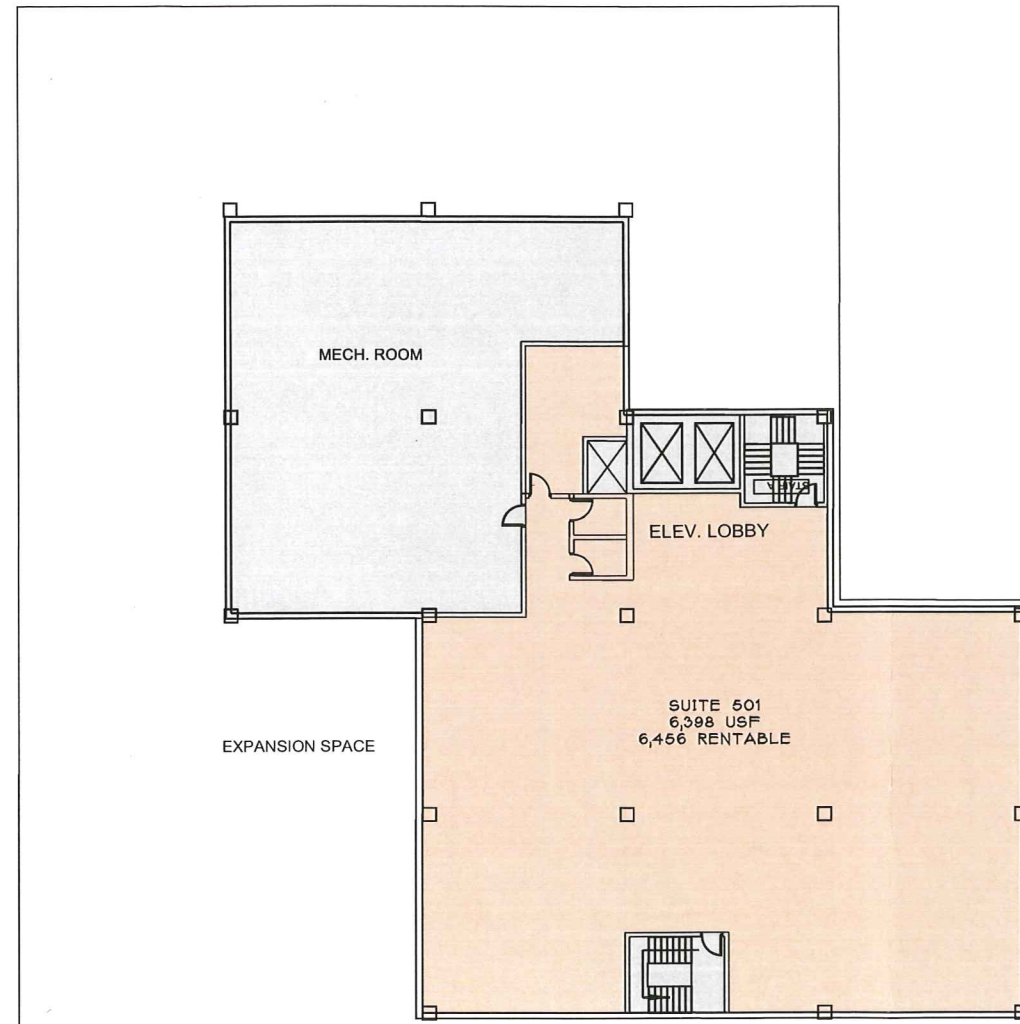 MECH. ROOM
ELEV. LOBBY
SUITE 501
6,398 USF
6,456 RENTABLE
EXPANSION SPACE